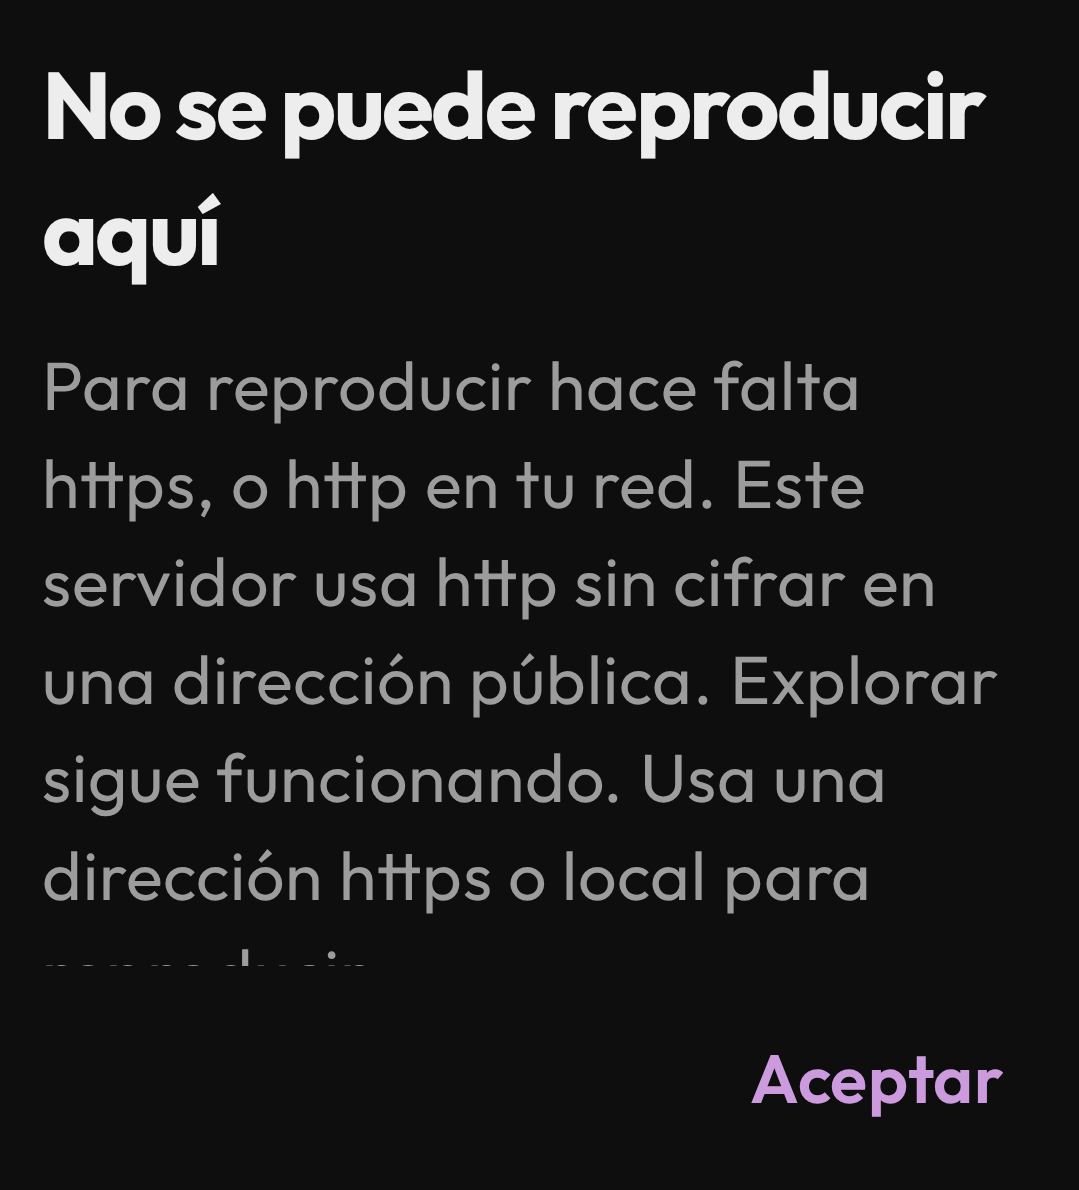 No se puede reproducir
aquí
Para reproducir hace falta
https, o http en tu red. Este
servidor usa http sin cifrar en
una dirección pública. Explorar
sigue funcionando. Usa una
dirección https o local para
Aceptar